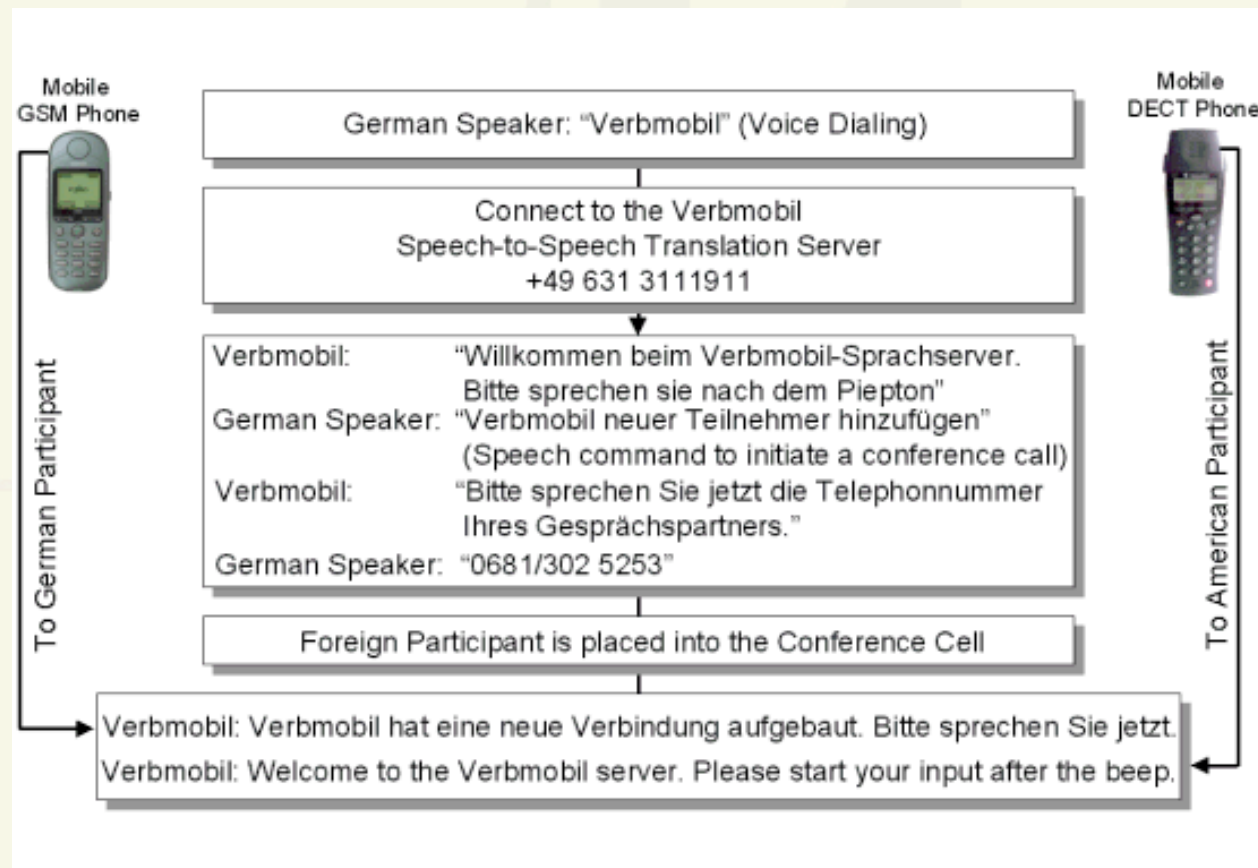 Mobile
GSM Phone
Mobile
DECT Phone
German Speaker: “Verbmobil” (Voice Dialing)
Connect to the Verbmobil
Speech-to-Speech Translation Server
+49 631 3111911
Verbmobil: “Willkommen beim Verbmobil-Sprachserver.
Bitte sprechen sie nach dem Piepton”
German Speaker: “Verbmobil neuer Teilnehmer hinzufügen”
(Speech command to initiate a conference call)
Verbmobil: “Bitte sprechen Sie jetzt die Telephonnummer
Ihres Gesprächspartners.”
German Speaker: “0681/302 5253”
To German Participant
To American Participant
Foreign Participant is placed into the Conference Cell
Verbmobil: Verbmobil hat eine neue Verbindung aufgebaut. Bitte sprechen Sie jetzt.
Verbmobil: Welcome to the Verbmobil server. Please start your input after the beep.